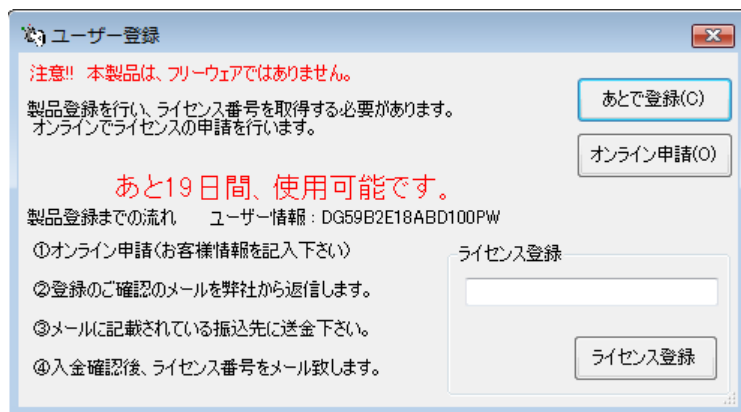 ユーザー登録
注意!! 本製品は、フリーウェアではありません。
製品登録を行い、ライセンス番号を取得する必要があります。
オンラインでライセンスの申請を行います。
あとで登録(C)
オンライン申請(O)
あと19日間、使用可能です。
製品登録までの流れ ユーザー情報:DG59B2E18ABD100PW
①オンライン申請(お客様情報を記入下さい)
②登録のご確認のメールを弊社から返信します。
③メールに記載されている振込先に送金下さい。
④入金確認後、ライセンス番号をメール致します。
ライセンス登録
ライセンス登録